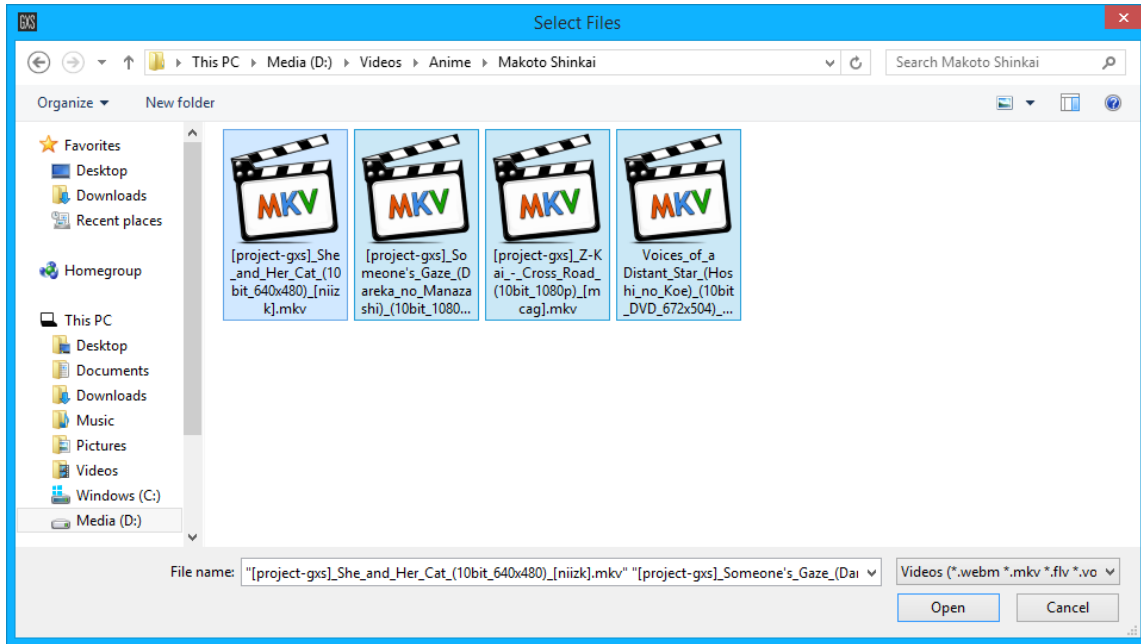 GXS
Select Files
This PC
Media (D:)
Videos
Anime
Makoto Shinkai
Search Makoto Shinkai
Organize
New folder
Favorites
Desktop
Downloads
Recent places
Homegroup
This PC
Desktop
Documents
Downloads
Music
Pictures
Videos
Windows (C:)
Media (D:)
MKV
[project-gxs]_She
_and_Her_Cat_(10
bit_640x480)_[niiz
k].mkv
MKV
[project-gxs]_So
meone's_Gaze_(D
areka_no_Manaza
shi)_(10bit_1080...
MKV
[project-gxs]_Z-K
ai_-_Cross_Road_
(10bit_1080p)_[m
cag].mkv
MKV
Voices_of_a
Distant_Star_(Hos
hi_no_Koe)_(10bit
_DVD_672x504)_...
File name:
"[project-gxs]_She_and_Her_Cat_(10bit_640x480)_[niizk].mkv" "[project-gxs]_Someone's_Gaze_(Dar
Videos (*.webm *.mkv *.flv *.vo
Open
Cancel